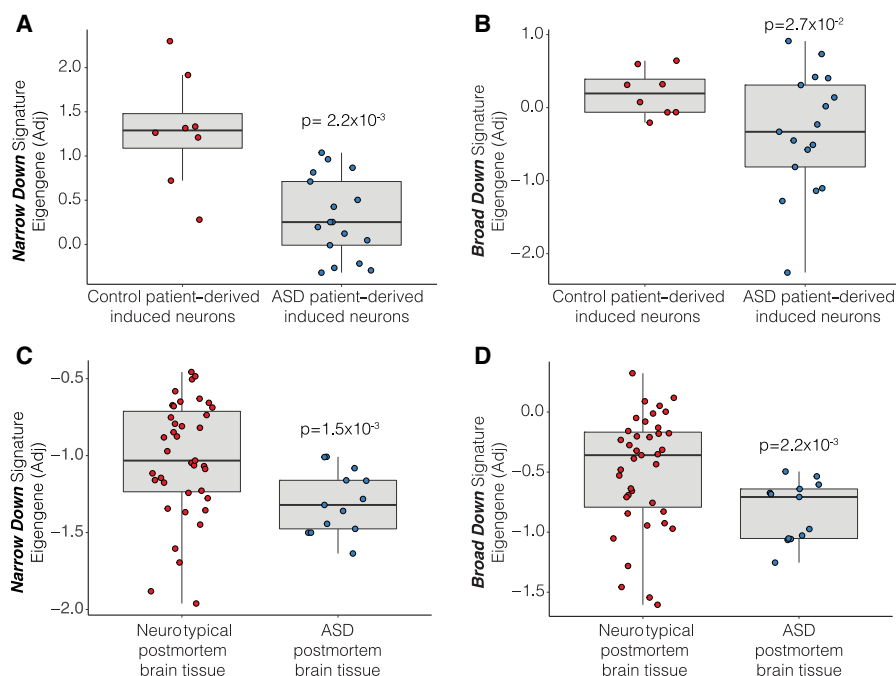 A
Narrow Down Signature
Eigengene (Adj)
2.0
1.5
1.0
0.5
0.0
p= 2.2x10-3
Control patient-derived
induced neurons
ASD patient-derived
induced neurons
B
Broad Down Signature
Eigengene (Adj)
1.0
0.0
-1.0
-2.0
p=2.7x10-2
Control patient-derived
induced neurons
ASD patient-derived
induced neurons
C
Narrow Down Signature
Eigengene (Adj)
-0.5
-1.0
-1.5
-2.0
p=1.5x10-3
Neurotypical
postmortem
brain tissue
ASD
postmortem
brain tissue
D
Broad Down Signature
Eigengene (Adj)
0.0
-0.5
-1.0
-1.5
p=2.2x10-3
Neurotypical
postmortem
brain tissue
ASD
postmortem
brain tissue